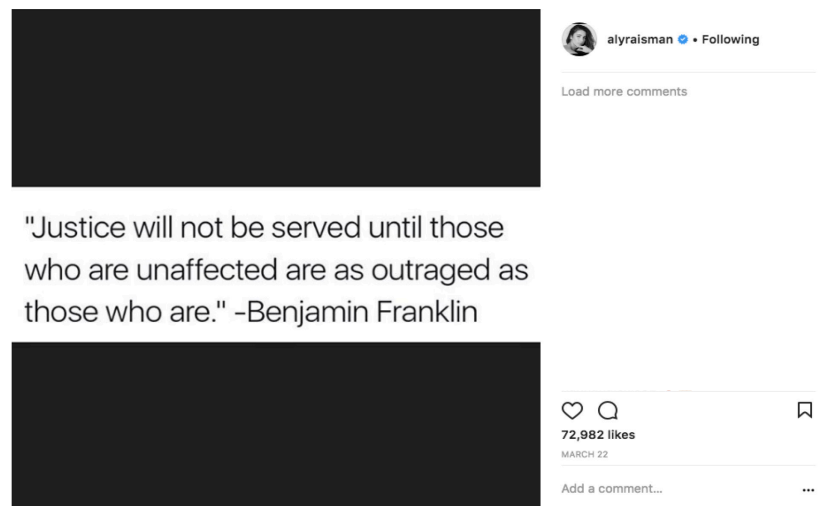 alyraisman • Following
Load more comments
"Justice will not be served until those
who are unaffected are as outraged as
those who are." -Benjamin Franklin
72,982 likes
MARCH 22
Add a comment...